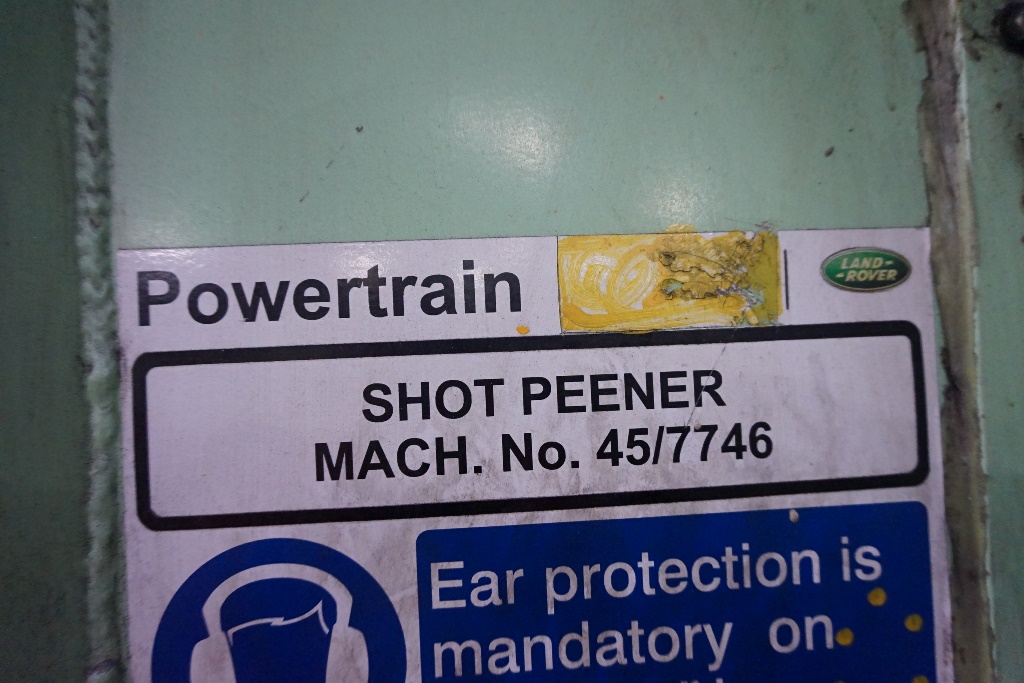 Powertrain
LAND-
-ROVER
SHOT PEENER
MACH. No. 45/7746
Ear protection is
mandatory on